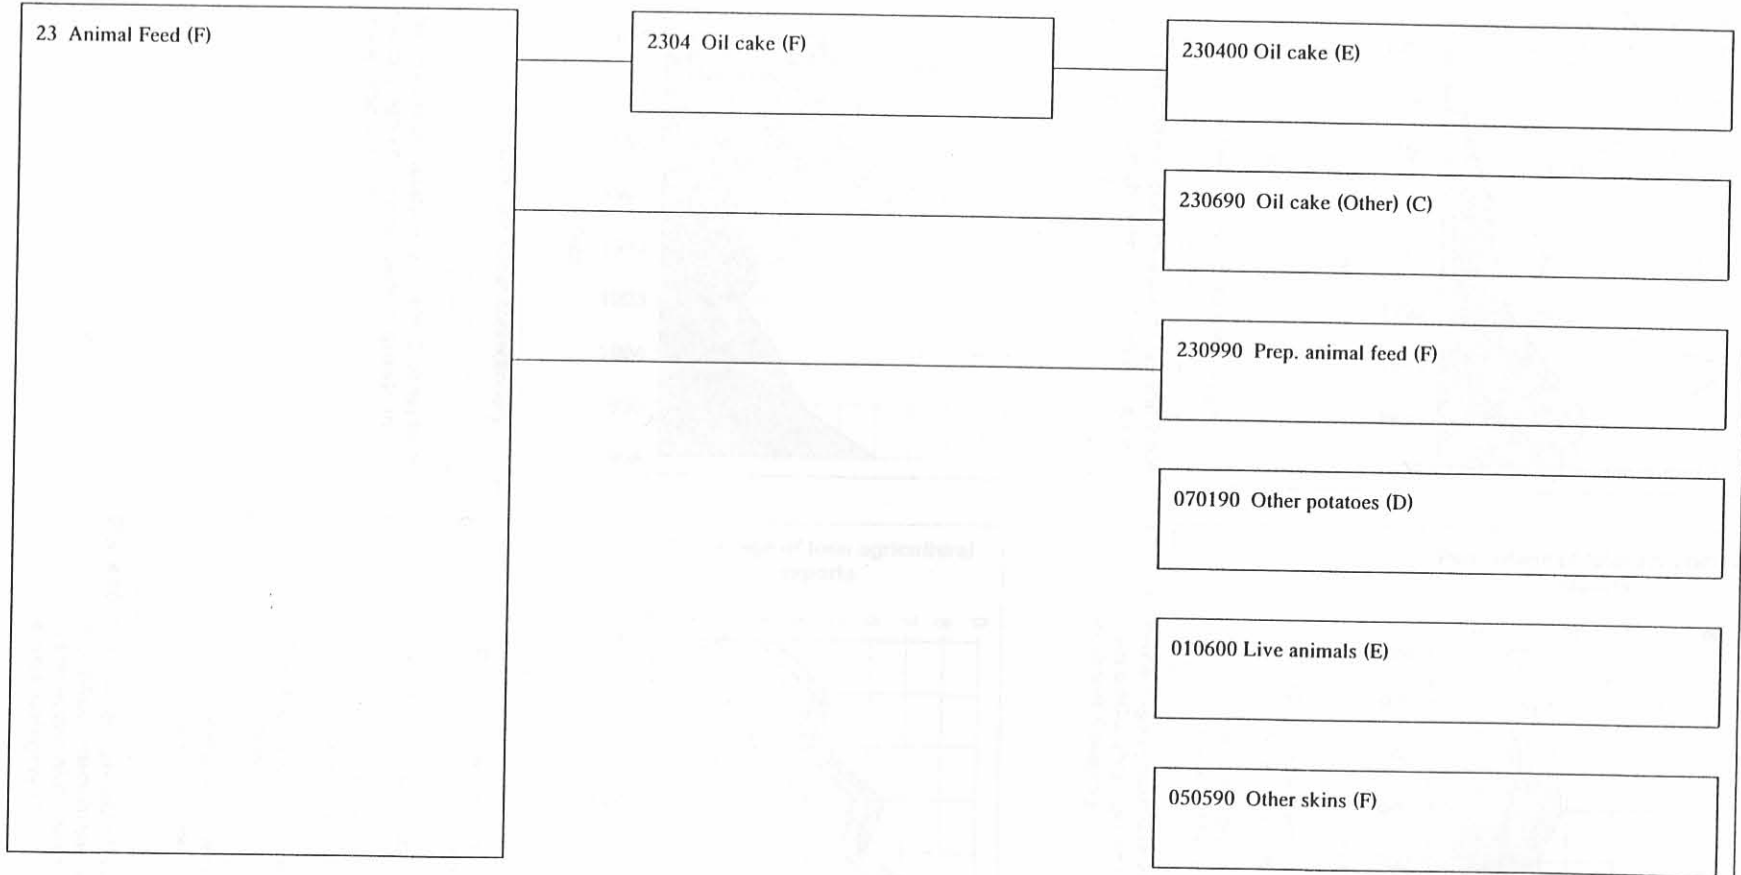 23 Animal Feed (F)
2304 Oil cake (F)
230400 Oil cake (E)
230690 Oil cake (Other) (C)
230990 Prep. animal feed (F)
070190 Other potatoes (D)
010600 Live animals (E)
050590 Other skins (F)